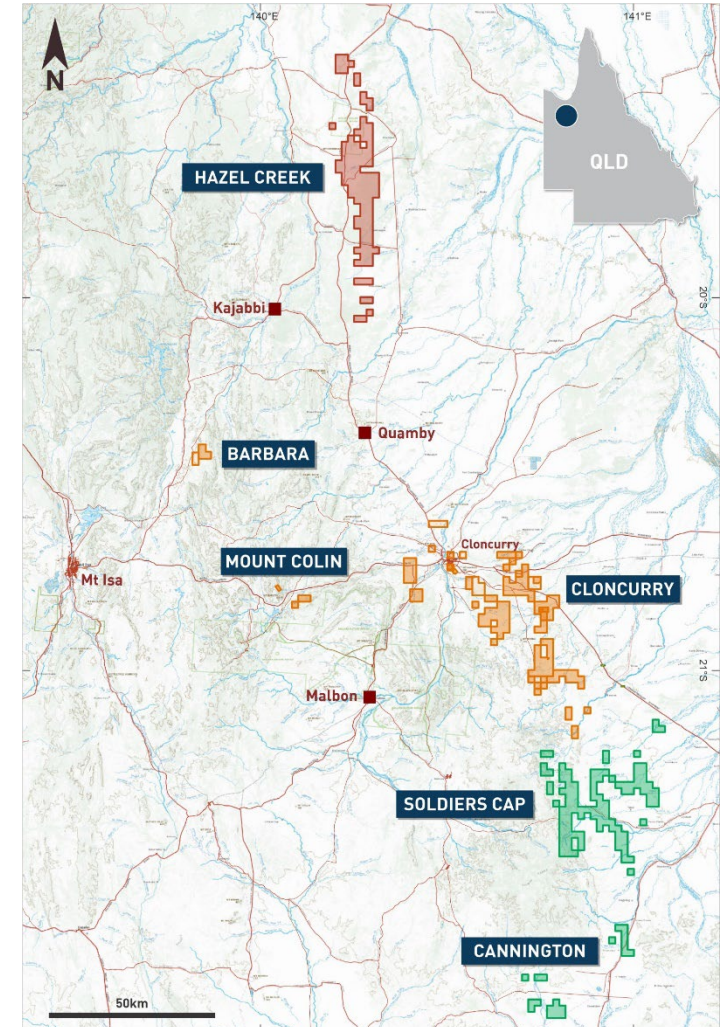 140°E
141°E
N
QLD
HAZEL CREEK
20°S
Kajabbi
Quamby
BARBARA
Cloncurry
MOUNT COLIN
Mt Isa
CLONCURRY
21°S
Malbon
SOLDIERS CAP
CANNINGTON
50km